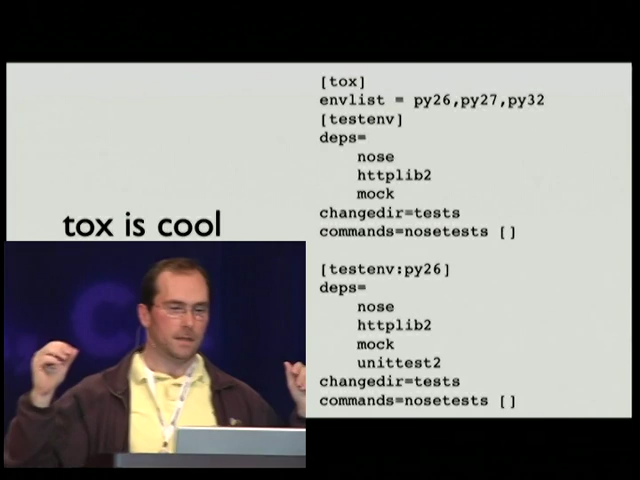 tox is cool
[tox]
envlist = py26,py27,py32
[testenv]
deps=
    nose
    httplib2
    mock
changedir=tests
commands=nosetests []
[testenv:py26]
deps=
    nose
    httplib2
    mock
    unittest2
changedir=tests
commands=nosetests []